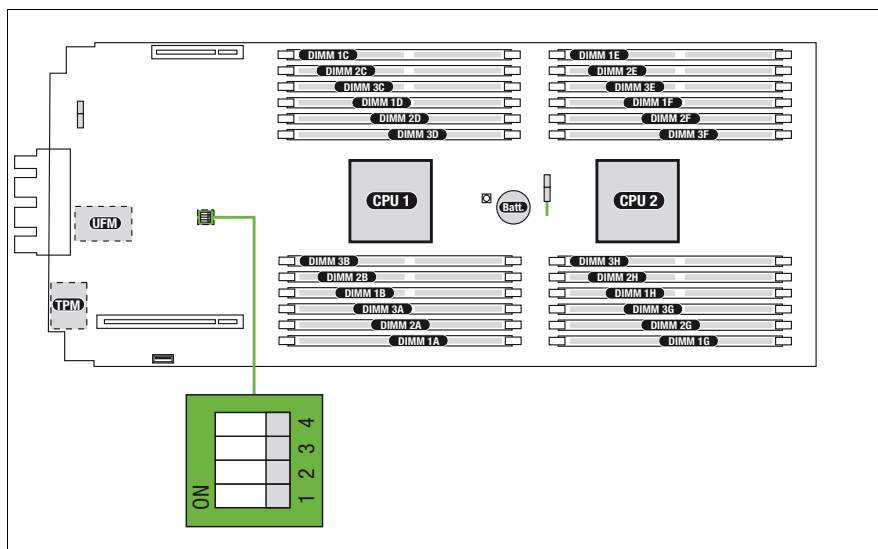 DIMM 1C
DIMM 2C
DIMM 3C
DIMM 1D
DIMM 2D
DIMM 3D
DIMM 1E
DIMM 2E
DIMM 3E
DIMM 1F
DIMM 2F
DIMM 3F
CPU 1
Batt.
CPU 2
UFM
TPM
DIMM 3B
DIMM 2B
DIMM 1B
DIMM 3A
DIMM 2A
DIMM 1A
DIMM 3H
DIMM 2H
DIMM 1H
DIMM 3G
DIMM 2G
DIMM 1G
ON
1 2 3 4